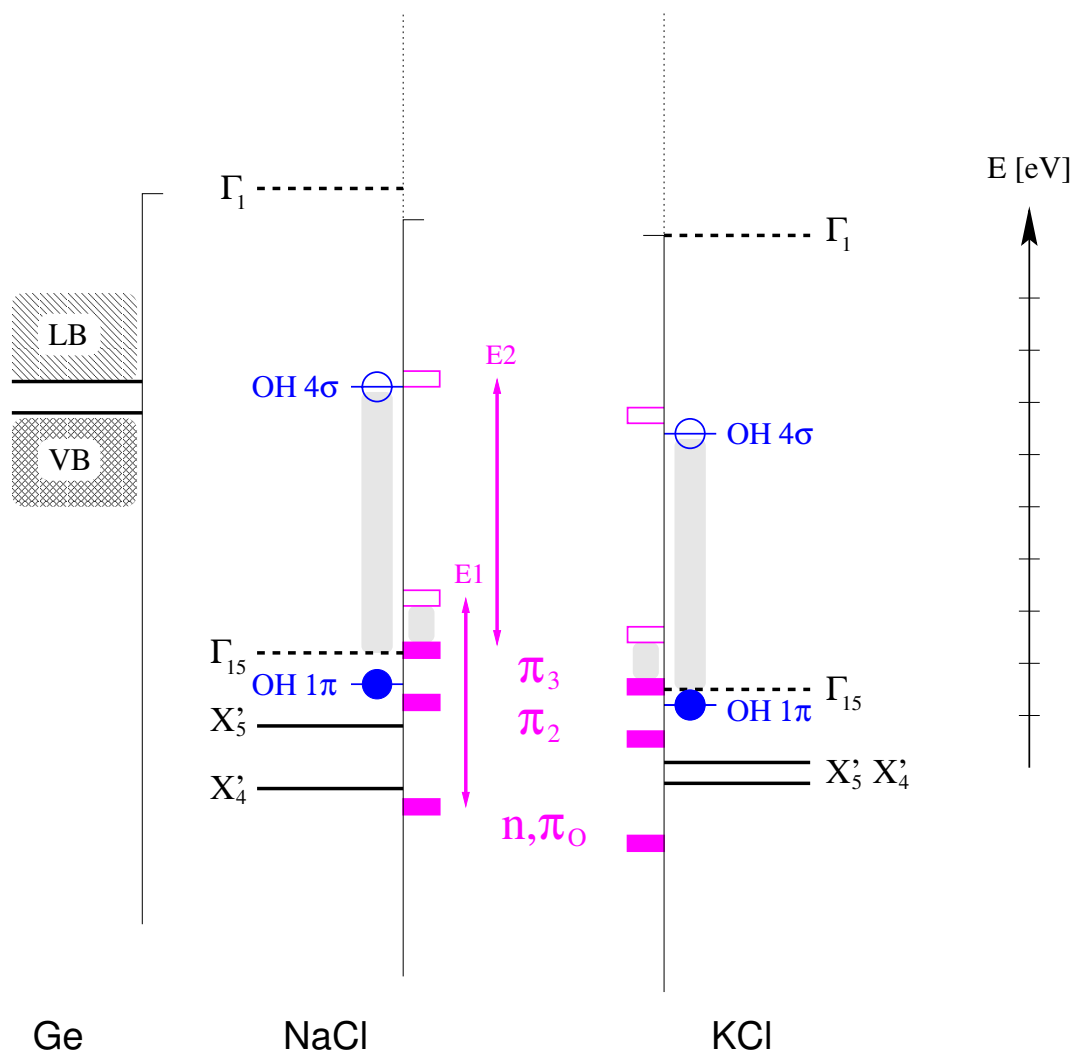 E [eV]
Γ₁
Γ₁
LB
E2
OH 4σ
OH 4σ
VB
E1
Γ₁₅
π₃
OH 1π
Γ₁₅
OH 1π
X'₅
π₂
X'₅ X'₄
X'₄
n,π_O
Ge
NaCl
KCl